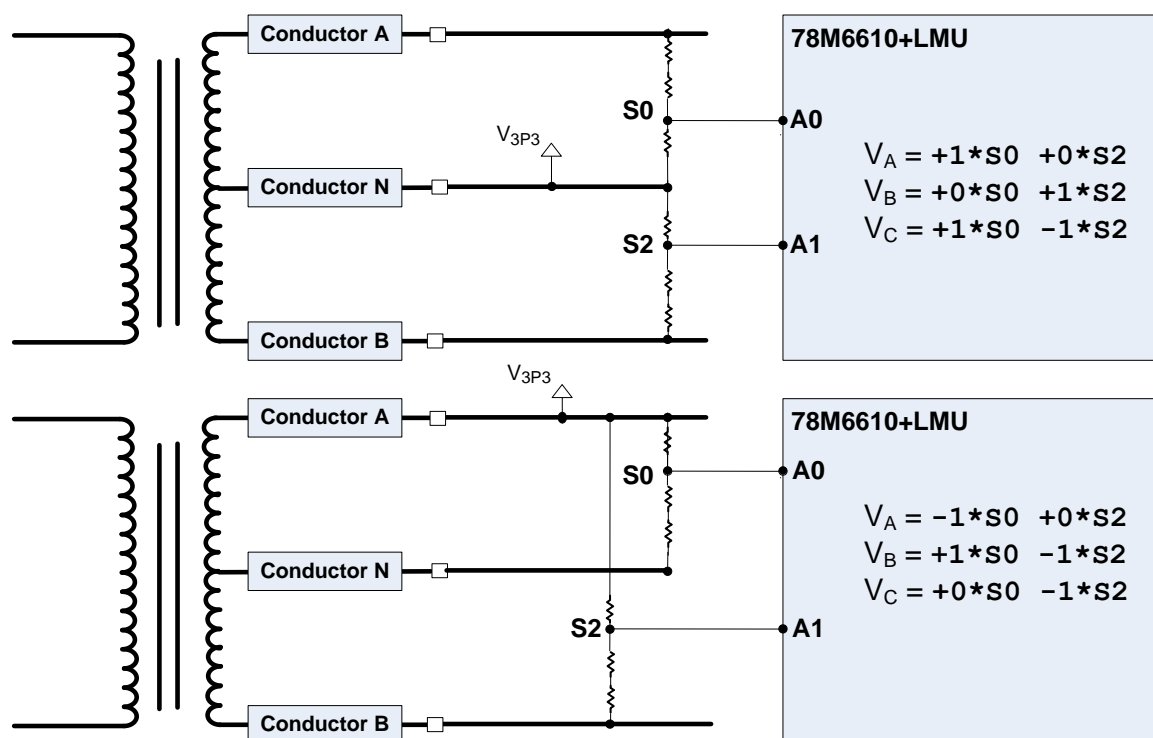 Conductor A
78M6610+LMU
S0
A0
V3P3
VA = +1*S0 +0*S2
Conductor N
VB = +0*S0 +1*S2
VC = +1*S0 -1*S2
S2
A1
Conductor B
V3P3
Conductor A
78M6610+LMU
S0
A0
VA = -1*S0 +0*S2
VB = +1*S0 -1*S2
Conductor N
VC = +0*S0 -1*S2
S2
A1
Conductor B